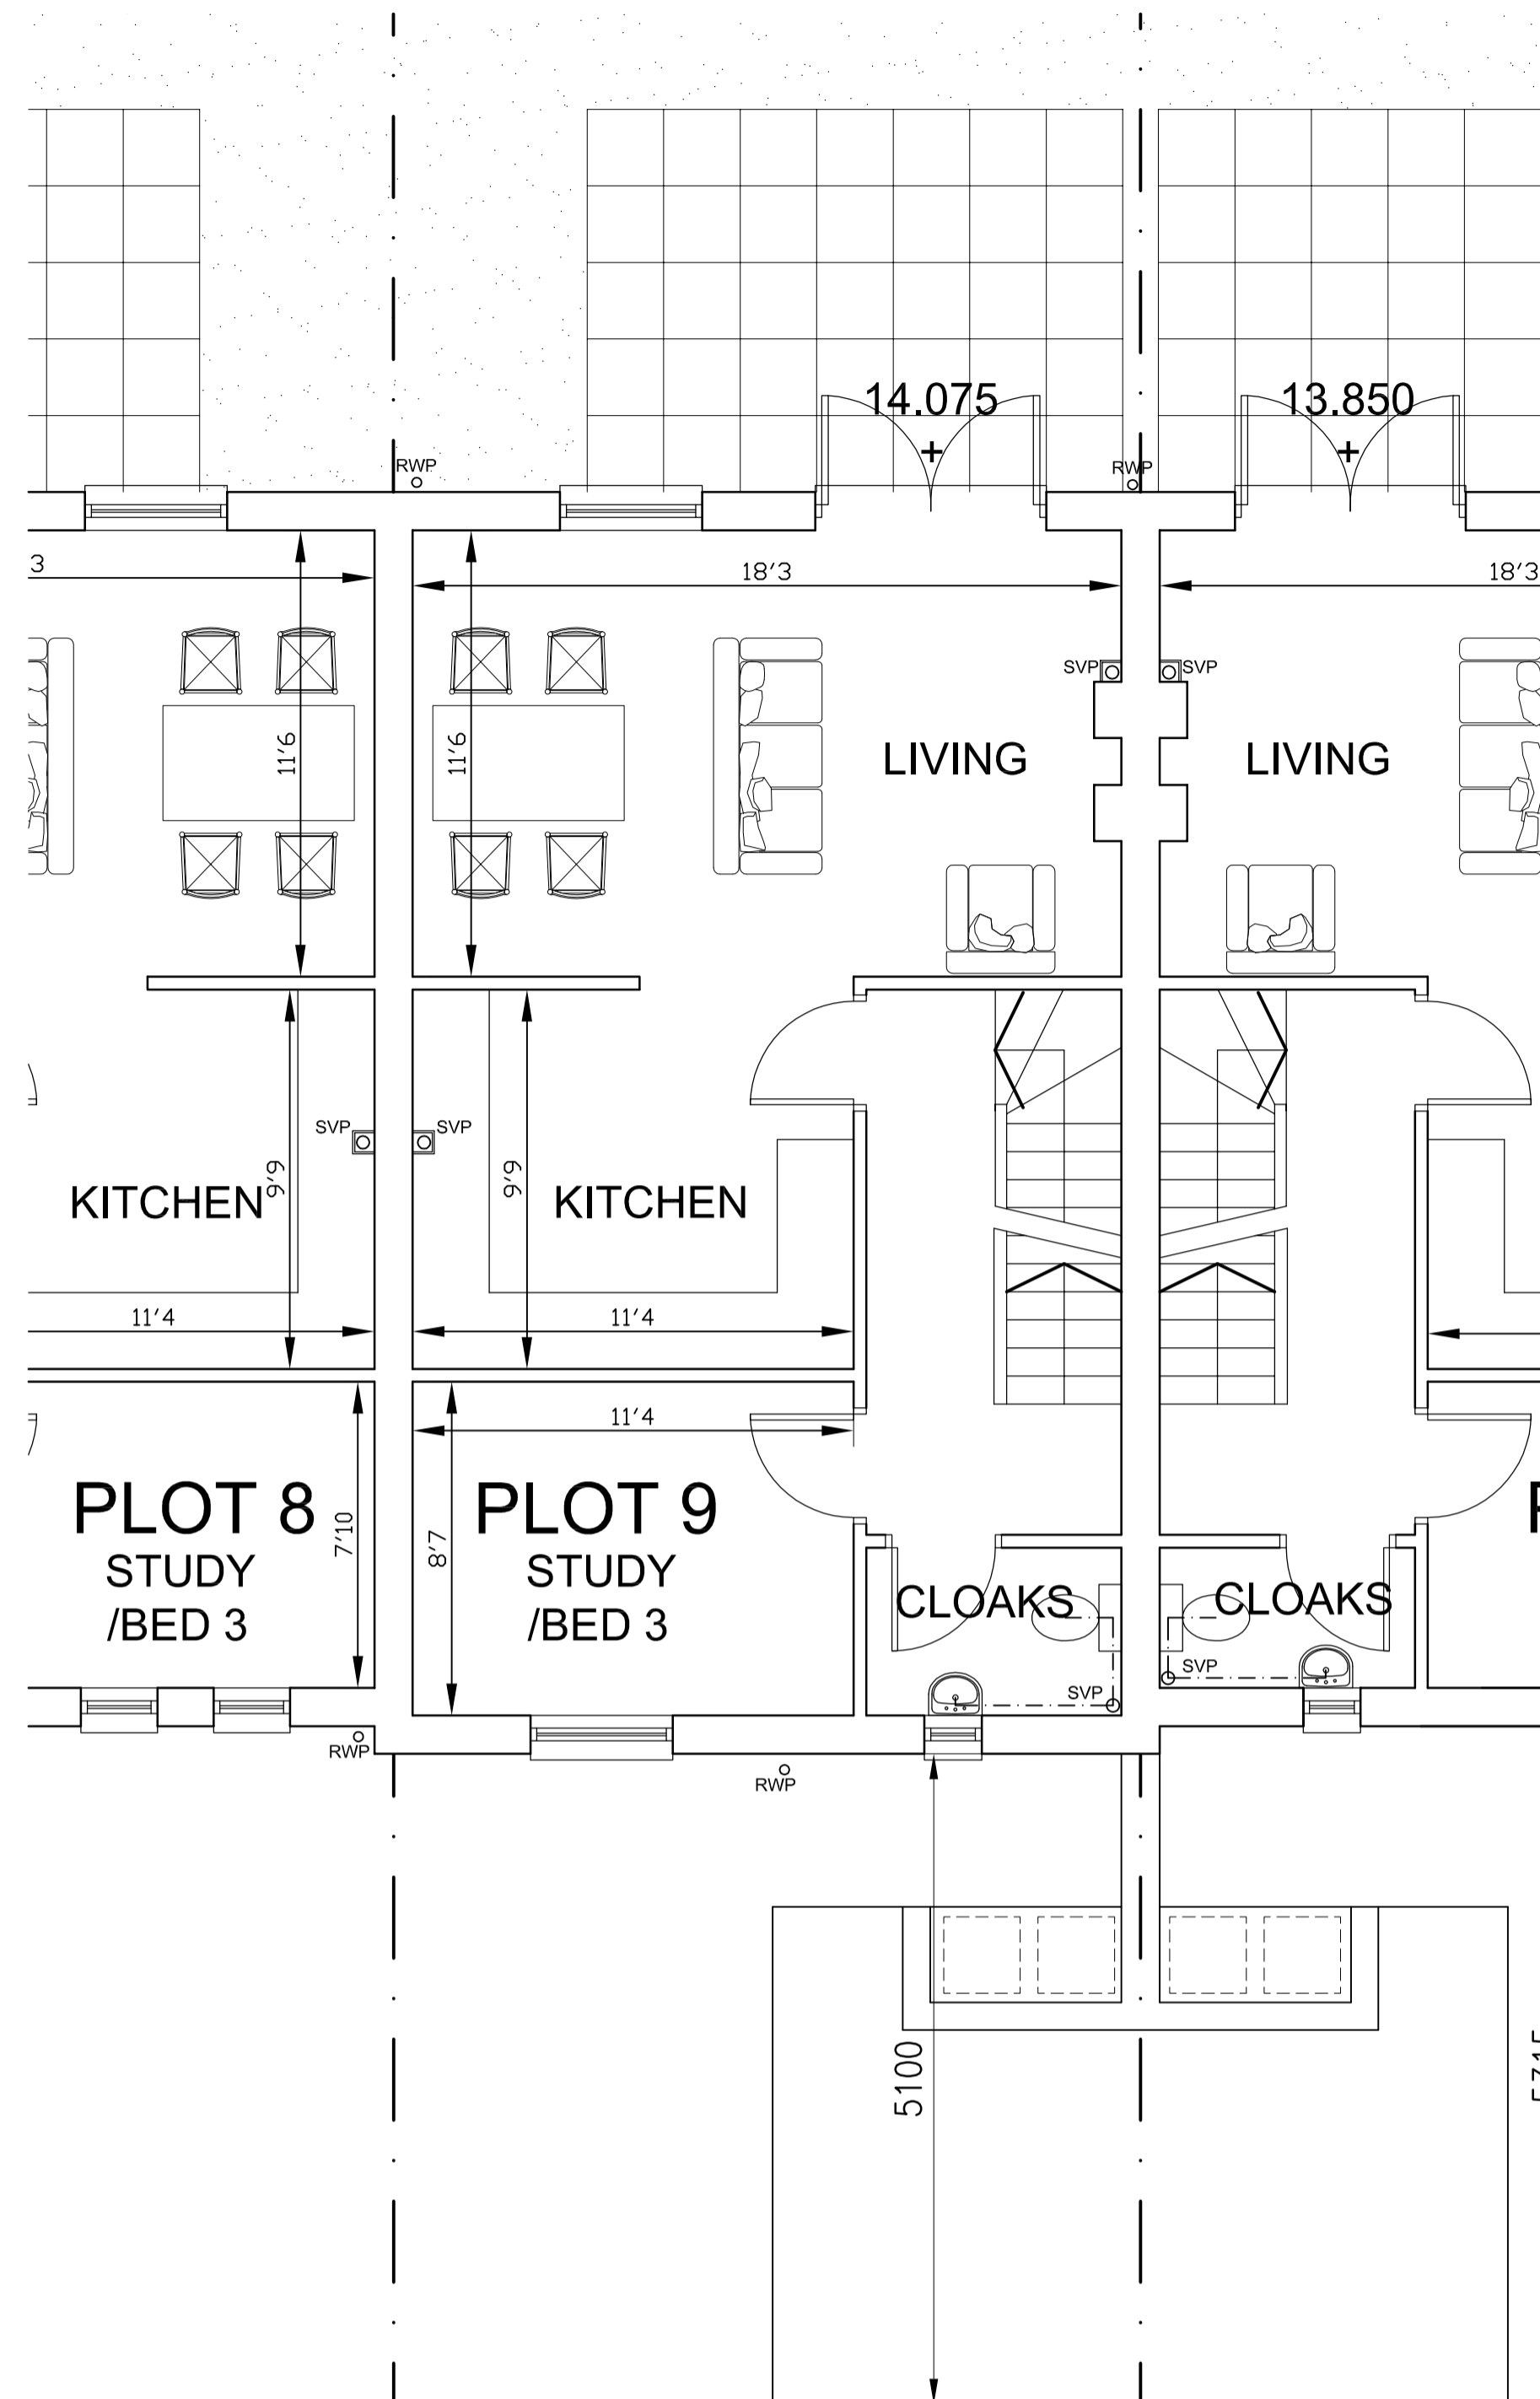 14.075
13.850
RWP
RWP
3
18'3
18'3
SVP
SVP
11'6
11'6
LIVING
LIVING
SVP
SVP
9'9
9'9
KITCHEN
KITCHEN
11'4
11'4
11'4
PLOT 8
STUDY
/BED 3
7'10
8'7
PLOT 9
STUDY
/BED 3
CLOAKS
CLOAKS
SVP
SVP
RWP
RWP
5100